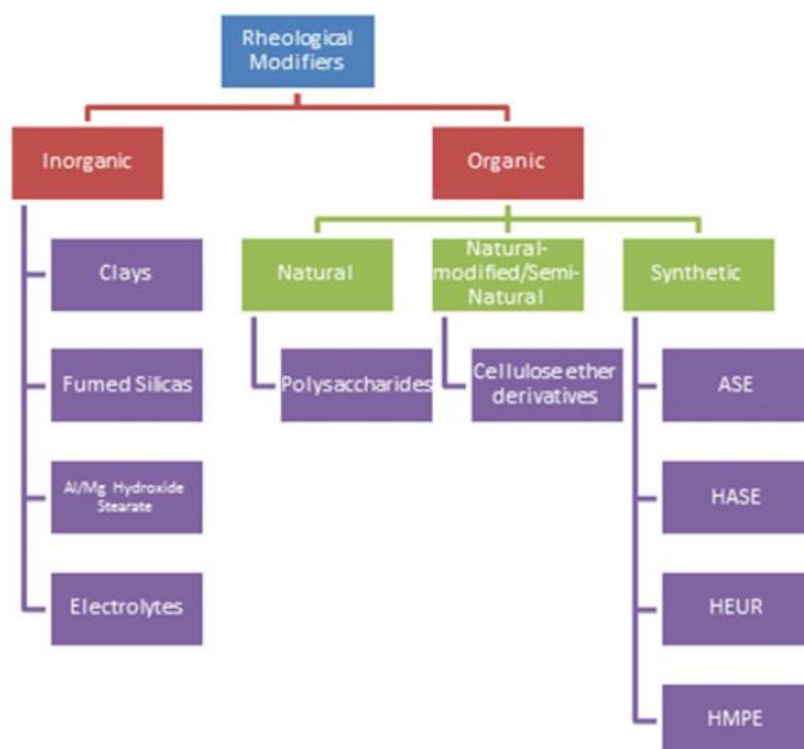 Rheological
Modifiers
Inorganic
Organic
Clays
Fumed Silicas
Al/Mg Hydroxide
Stearate
Electrolytes
Natural
Polysaccharides
Natural-
modified/Semi-
Natural
Cellulose ether
derivatives
Synthetic
ASE
HASE
HEUR
HMPE